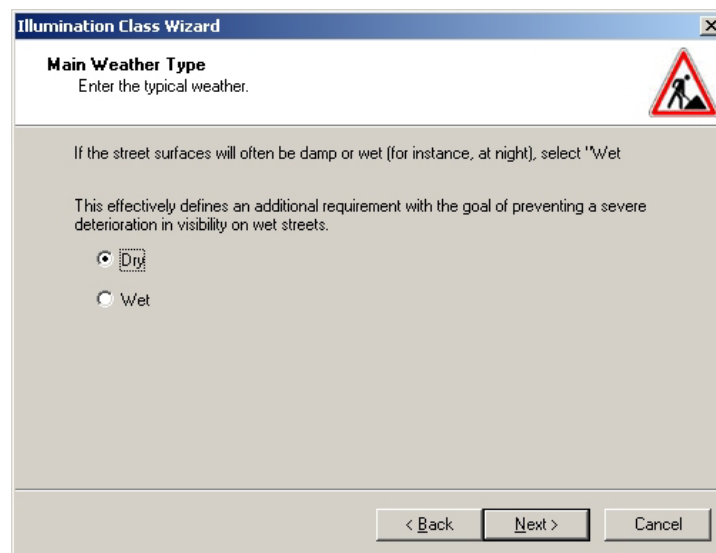 Illumination Class Wizard
Main Weather Type
Enter the typical weather.
If the street surfaces will often be damp or wet (for instance, at night), select "Wet
This effectively defines an additional requirement with the goal of preventing a severe
deterioration in visibility on wet streets.
Dry
Wet
< Back
Next >
Cancel